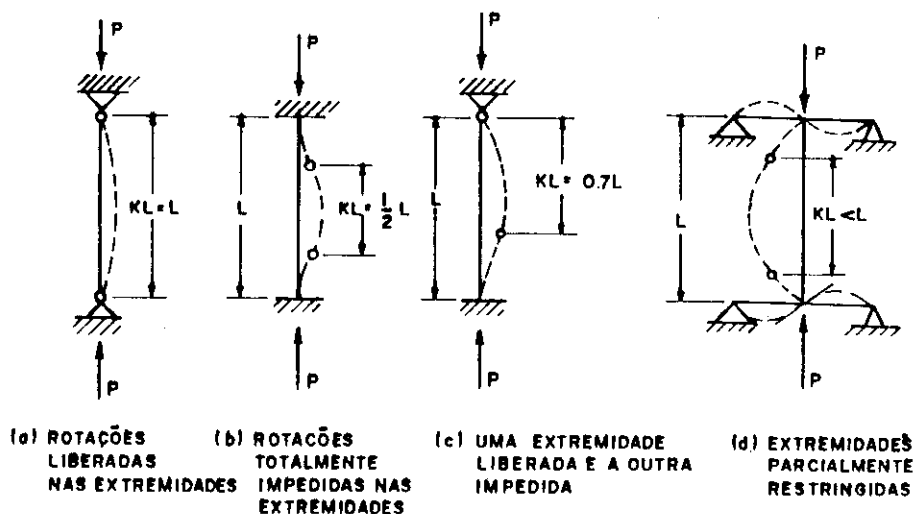 P
P
P
P
KL=L
L
KL=½L
L
KL= 0.7L
L
KL<L
P
P
P
P
(a) ROTAÇÕES
LIBERADAS
NAS EXTREMIDADES
(b) ROTAÇÕES
TOTALMENTE
IMPEDIDAS NAS
EXTREMIDADES
(c) UMA EXTREMIDADE
LIBERADA E A OUTRA
IMPEDIDA
(d) EXTREMIDADES
PARCIALMENTE
RESTRINGIDAS